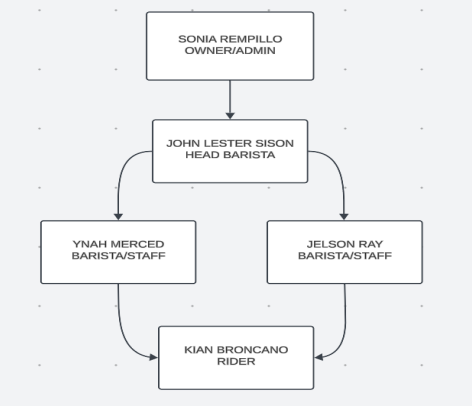 SONIA REMPILLO
OWNER/ADMIN
JOHN LESTER SISON
HEAD BARISTA
YNAH MERCED
BARISTA/STAFF
JELSON RAY
BARISTA/STAFF
KIAN BRONCANO
RIDER